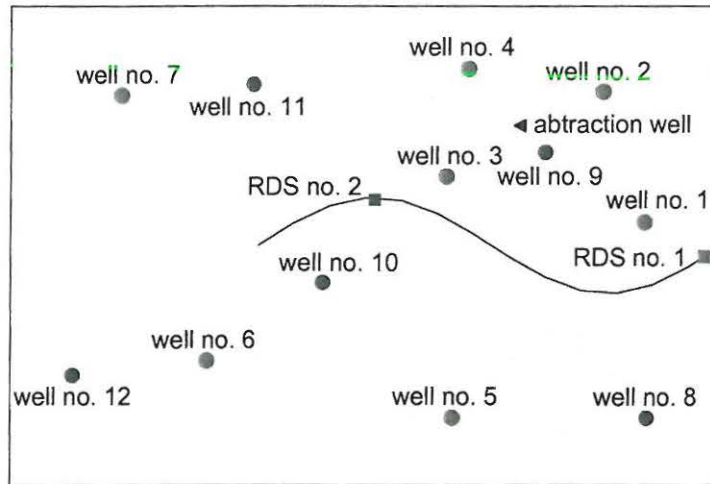 well no. 4
well no. 7
well no. 2
well no. 11
◄ abtraction well
well no. 3
RDS no. 2
well no. 9
well no. 1
RDS no. 1
well no. 10
well no. 6
well no. 12
well no. 5
well no. 8